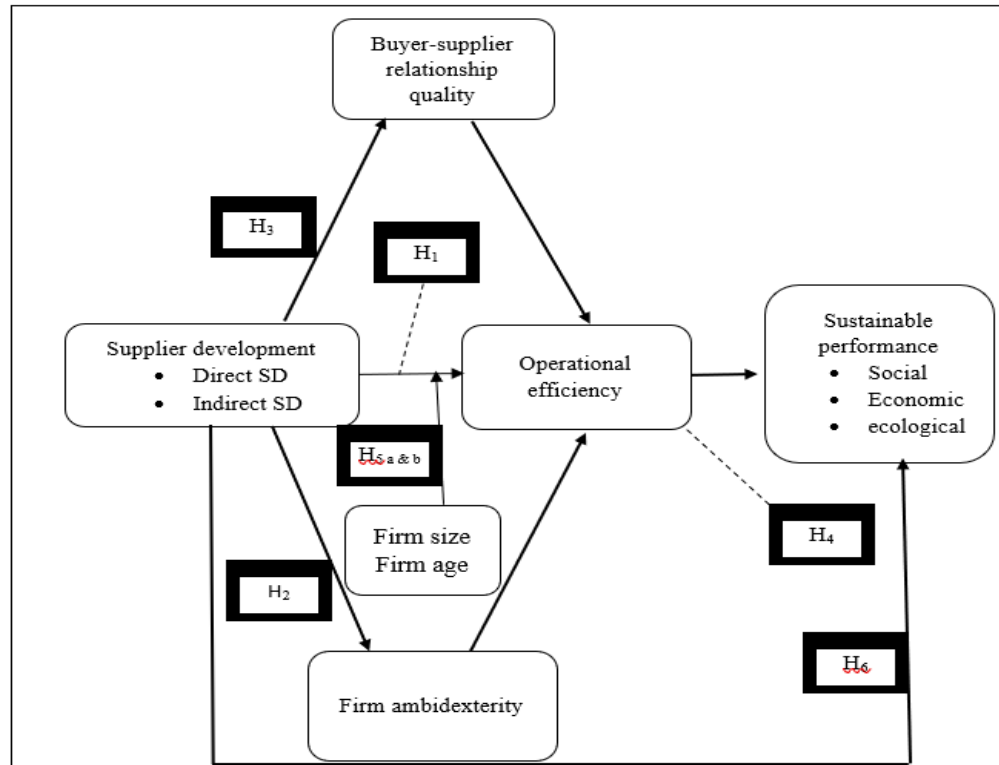 Buyer-supplier
relationship
quality
H3
H1
Supplier development
• Direct SD
• Indirect SD
Operational
efficiency
Sustainable
performance
• Social
• Economic
• ecological
H5 a & b
Firm size
Firm age
H4
H2
H6
Firm ambidexterity